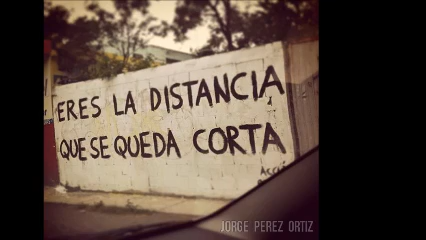 ERES LA DISTANCIA
QUE SE QUEDA CORTA
JORGE PEREZ ORTIZ